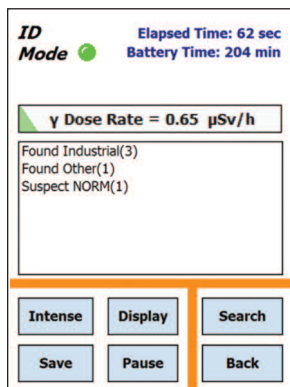 ID Elapsed Time: 62 sec
Mode Battery Time: 204 min
γ Dose Rate = 0.65 μSv/h
Found Industrial(3)
Found Other(1)
Suspect NORM(1)
Intense Display Search
Save Pause Back